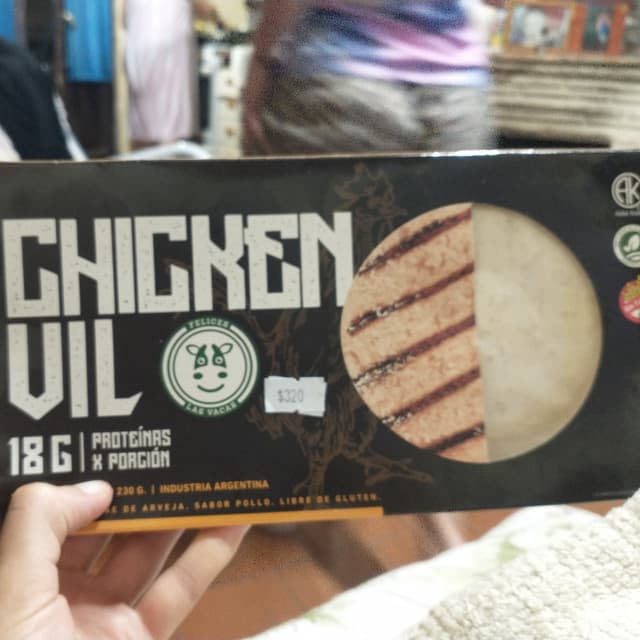 CHICKEN
VIL
FELICES
LAS VACAS
$320
18 G | PROTEÍNAS
X PORCIÓN
230 G. | INDUSTRIA ARGENTINA
DE ARVEJA, SABOR POLLO. LIBRE DE GLUTEN.